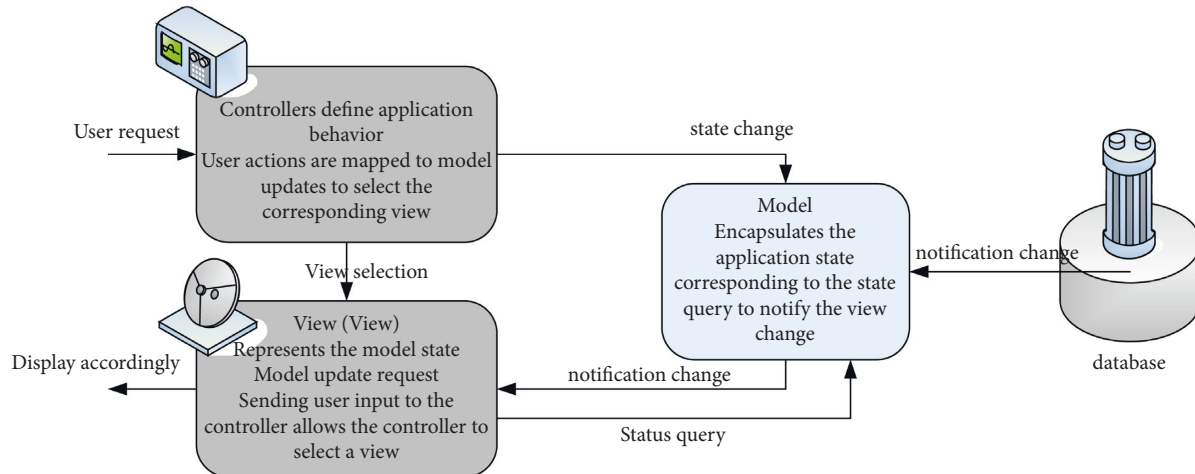 Controllers define application
behavior
User actions are mapped to model
updates to select the
corresponding view
User request
state change
Model
Encapsulates the
application state
corresponding to the state
query to notify the view
change
notification change
database
View selection
View (View)
Represents the model state
Model update request
Sending user input to the
controller allows the controller to
select a view
Display accordingly
notification change
Status query